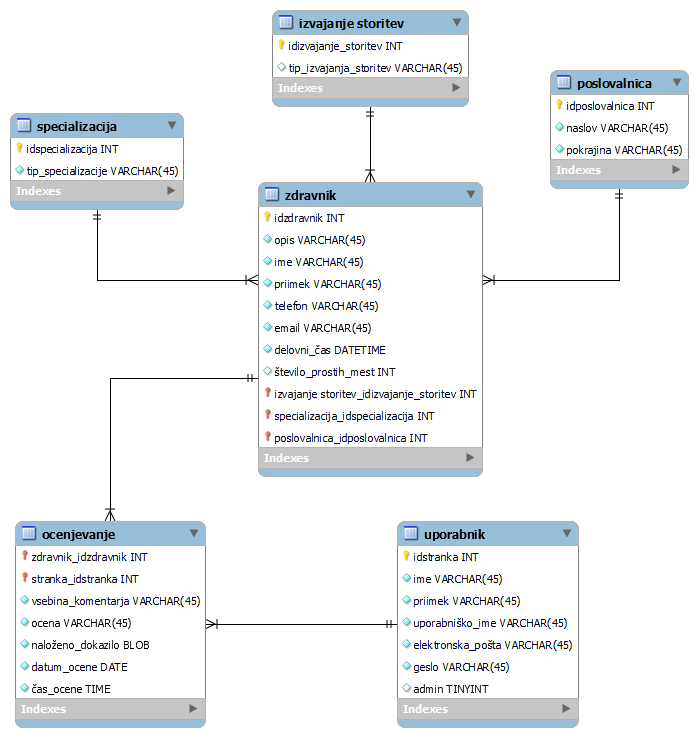 izvajanje storitev
idizvajanje_storitev INT
tip_izvajanja_storitev VARCHAR(45)
Indexes
poslovalnica
idposlovalnica INT
naslov VARCHAR(45)
pokrajina VARCHAR(45)
Indexes
specializacija
idspecializacija INT
tip_specializacije VARCHAR(45)
Indexes
zdravnik
idzdravnik INT
opis VARCHAR(45)
ime VARCHAR(45)
priimek VARCHAR(45)
telefon VARCHAR(45)
email VARCHAR(45)
delovni_čas DATETIME
število_prostih_mest INT
izvajanje storitev_idizvajanje_storitev INT
specializacija_idspecializacija INT
poslovalnica_idposlovalnica INT
Indexes
ocenjevanje
zdravnik_idzdravnik INT
stranka_idstranka INT
vsebina_komentarja VARCHAR(45)
ocena VARCHAR(45)
naloženo_dokazilo BLOB
datum_ocene DATE
čas_ocene TIME
Indexes
uporabnik
idstranka INT
ime VARCHAR(45)
priimek VARCHAR(45)
uporabniško_ime VARCHAR(45)
elektronska_pošta VARCHAR(45)
geslo VARCHAR(45)
admin TINYINT
Indexes